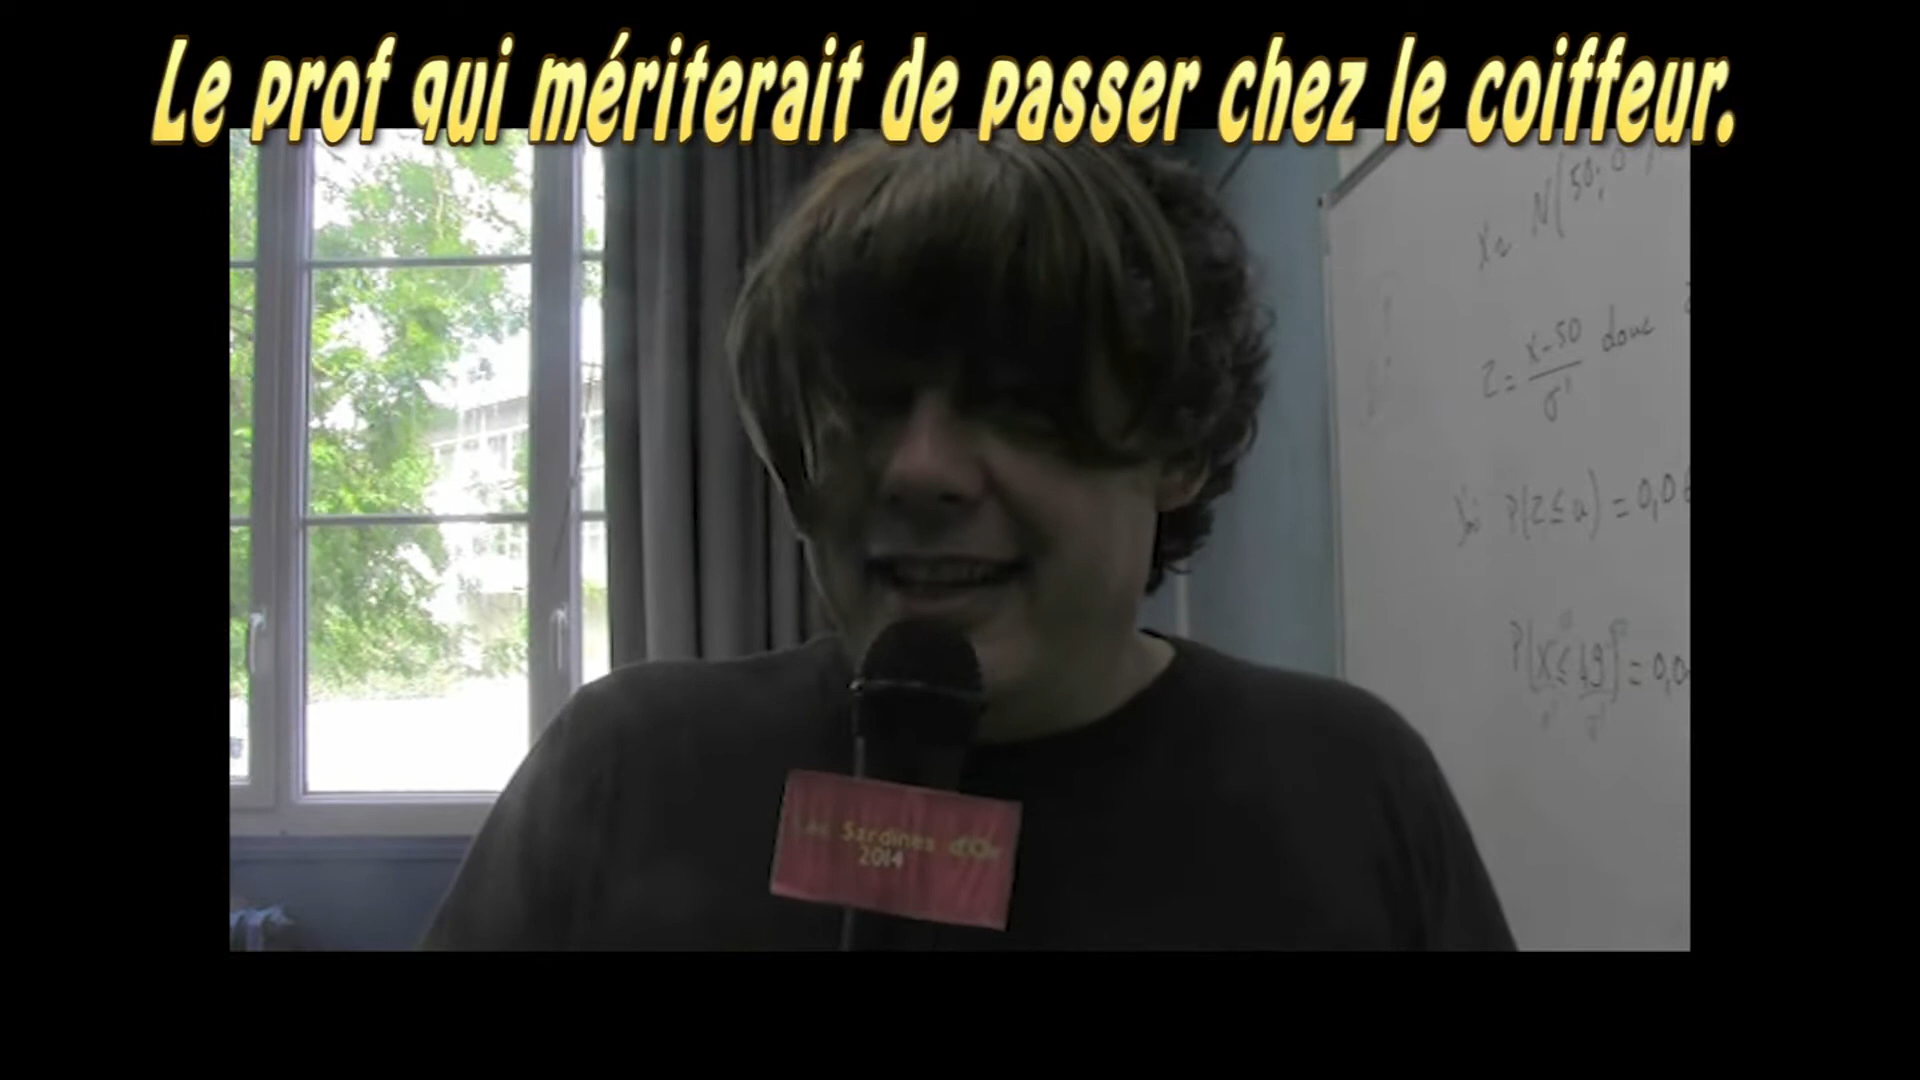 Le prof qui mériterait de passer chez le coiffeur.
N(50;
Z = x-50 / σ donc
P(Z ≤ u) = 0,0
P(X ≤ 49) = 0,0
Les Sardines d'Or
2014